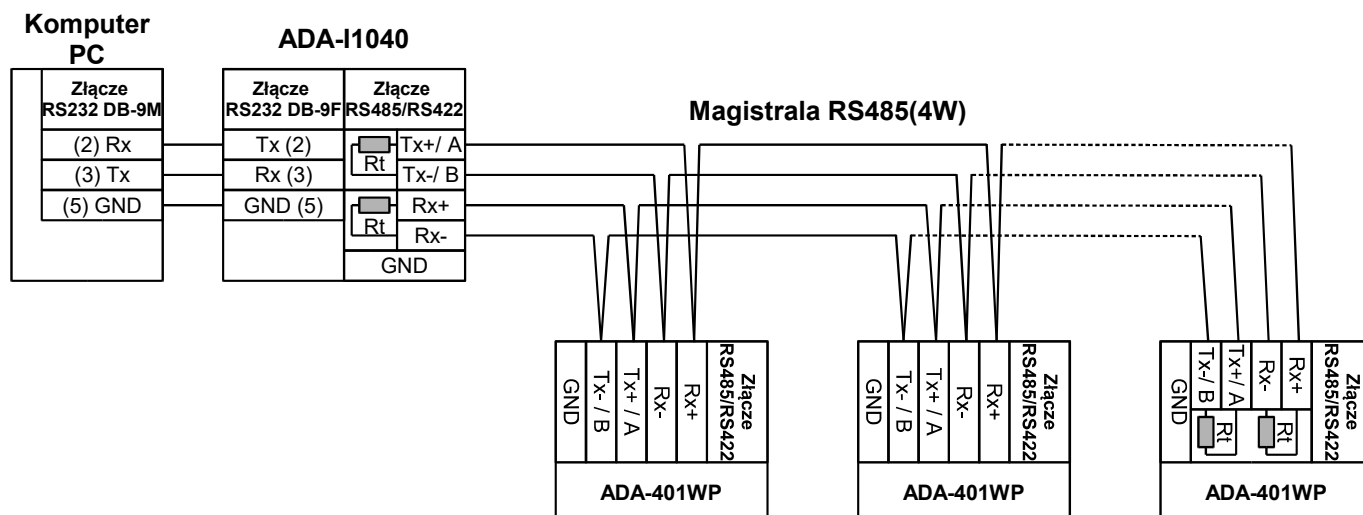 Komputer
PC
ADA-I1040
Złącze
RS232 DB-9M
Złącze
RS232 DB-9F
Złącze
RS485/RS422
Magistrala RS485(4W)
(2) Rx
Tx (2)
Rt
Tx+/ A
(3) Tx
Rx (3)
Tx-/ B
(5) GND
GND (5)
Rt
Rx+
Rx-
GND
GND
Tx- / B
Tx+ / A
Rx-
Rx+
Złącze
RS485/RS422
ADA-401WP
GND
Tx- / B
Tx+ / A
Rx-
Rx+
Złącze
RS485/RS422
ADA-401WP
GND
Tx-/ B
Tx+/ A
Rx-
Rx+
Rt
Rt
Złącze
RS485/RS422
ADA-401WP